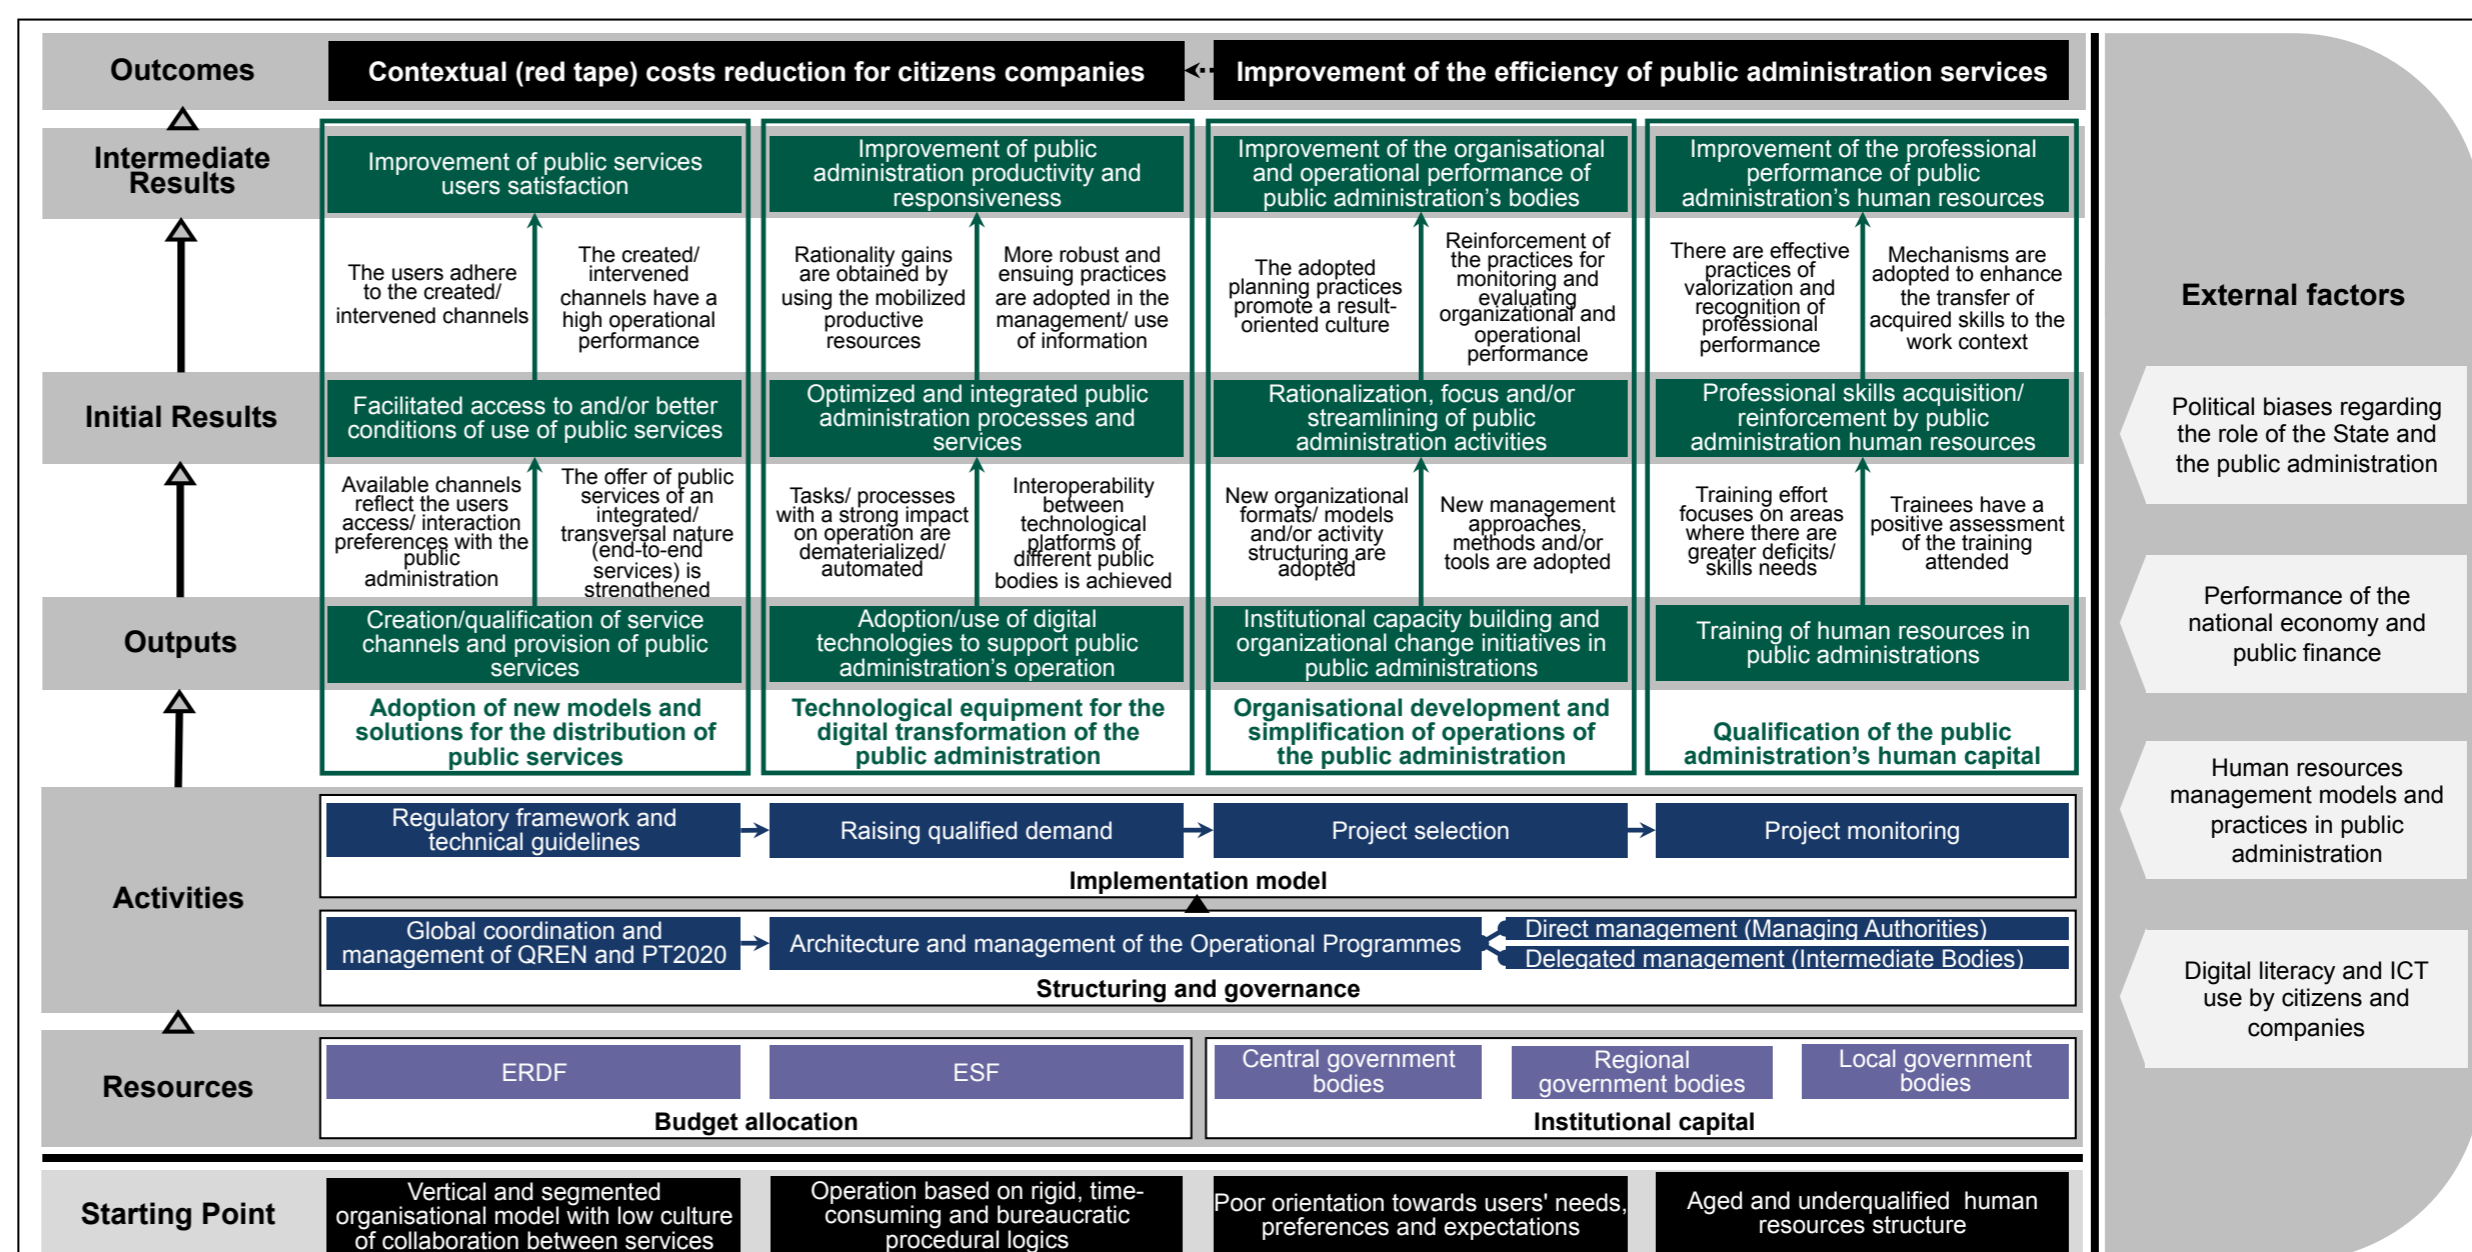 Outcomes
Contextual (red tape) costs reduction for citizens companies
Improvement of the efficiency of public administration services
Intermediate
Results
Improvement of public services
users satisfaction
Improvement of public
administration productivity and
responsiveness
Improvement of the organisational
and operational performance of
public administration's bodies
Improvement of the professional
performance of public
administration's human resources
The users adhere
to the created/
intervened channels
The created/
intervened
channels have a
high operational
performance
Rationality gains
are obtained by
using the mobilized
productive
resources
More robust and
ensuing practices
are adopted in the
management/ use
of information
The adopted
planning practices
promote a result-
oriented culture
Reinforcement of
the practices for
monitoring and
evaluating
organizational and
operational
performance
There are effective
practices of
valorization and
recognition of
professional
performance
Mechanisms are
adopted to enhance
the transfer of
acquired skills to the
work context
Initial Results
Facilitated access to and/or better
conditions of use of public services
Optimized and integrated public
administration processes and
services
Rationalization, focus and/or
streamlining of public
administration activities
Professional skills acquisition/
reinforcement by public
administration human resources
Available channels
reflect the users
access/ interaction
preferences with the
public
administration
The offer of public
services of an
integrated/
transversal nature
(end-to-end
services) is
strengthened
Tasks/ processes
with a strong impact
on operation are
dematerialized/
automated
Interoperability
between
technological
platforms of
different public
bodies is achieved
New organizational
formats/ models
and/or activity
structuring are
adopted
New management
approaches,
methods and/or
tools are adopted
Training effort
focuses on areas
where there are
greater deficits/
skills needs
Trainees have a
positive assessment
of the training
attended
Outputs
Creation/qualification of service
channels and provision of public
services
Adoption/use of digital
technologies to support public
administration's operation
Institutional capacity building and
organizational change initiatives in
public administrations
Training of human resources in
public administrations
Adoption of new models and
solutions for the distribution of
public services
Technological equipment for the
digital transformation of the
public administration
Organisational development and
simplification of operations of
the public administration
Qualification of the public
administration's human capital
Activities
Regulatory framework and
technical guidelines
Raising qualified demand
Project selection
Project monitoring
Implementation model
Global coordination and
management of QREN and PT2020
Architecture and management of the Operational Programmes
Direct management (Managing Authorities)
Delegated management (Intermediate Bodies)
Structuring and governance
Resources
ERDF
ESF
Budget allocation
Central government
bodies
Regional
government bodies
Local government
bodies
Institutional capital
Starting Point
Vertical and segmented
organisational model with low culture
of collaboration between services
Operation based on rigid, time-
consuming and bureaucratic
procedural logics
Poor orientation towards users' needs,
preferences and expectations
Aged and underqualified human
resources structure
External factors
Political biases regarding
the role of the State and
the public administration
Performance of the
national economy and
public finance
Human resources
management models and
practices in public
administration
Digital literacy and ICT
use by citizens and
companies